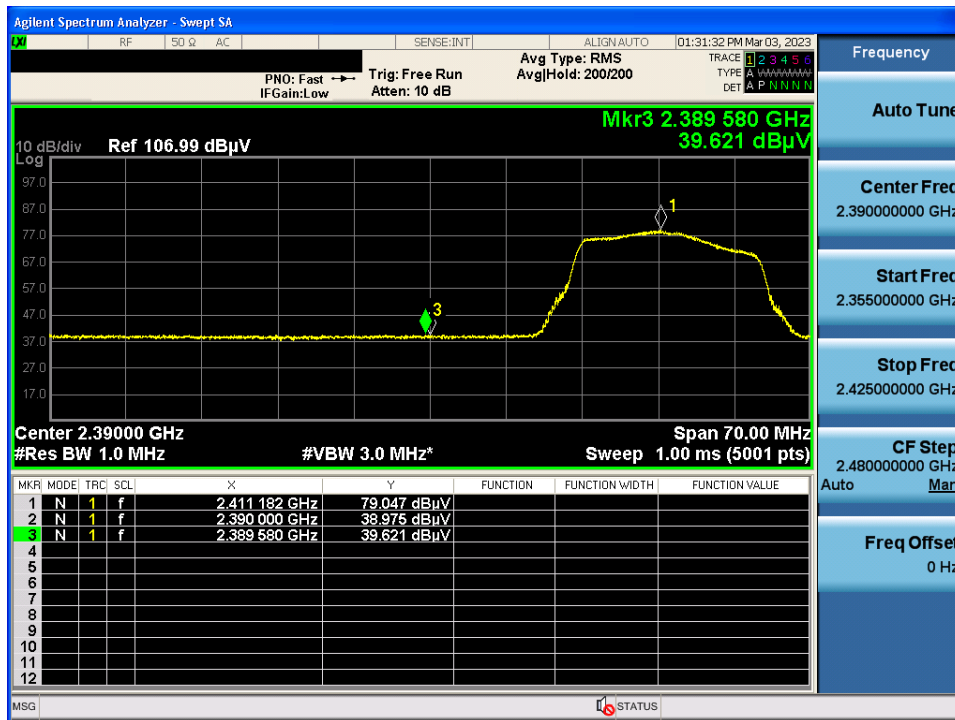 Agilent Spectrum Analyzer - Swept SA
LXI RF 50 Ω AC SENSE:INT ALIGN AUTO 01:31:32 PM Mar 03, 2023
Frequency
PNO: Fast Trig: Free Run Avg Type: RMS TRACE 1 2 3 4 5 6
IFGain:Low Atten: 10 dB Avg|Hold: 200/200 TYPE A WWWWW
DET A P N N N N
Auto Tune
Mkr3 2.389 580 GHz
39.621 dBµV
10 dB/div Ref 106.99 dBµV
Log
97.0
87.0
77.0
67.0
57.0
47.0
37.0
27.0
17.0
1
3
Center Freq
2.390000000 GHz
Start Freq
2.355000000 GHz
Stop Freq
2.425000000 GHz
Center 2.39000 GHz Span 70.00 MHz
#Res BW 1.0 MHz #VBW 3.0 MHz* Sweep 1.00 ms (5001 pts)
CF Step
2.480000000 GHz
Auto Man
Freq Offset
0 Hz
MKR MODE TRC SCL X Y FUNCTION FUNCTION WIDTH FUNCTION VALUE
1 N 1 f 2.411 182 GHz 79.047 dBµV
2 N 1 f 2.390 000 GHz 38.975 dBµV
3 N 1 f 2.389 580 GHz 39.621 dBµV
4
5
6
7
8
9
10
11
12
MSG STATUS